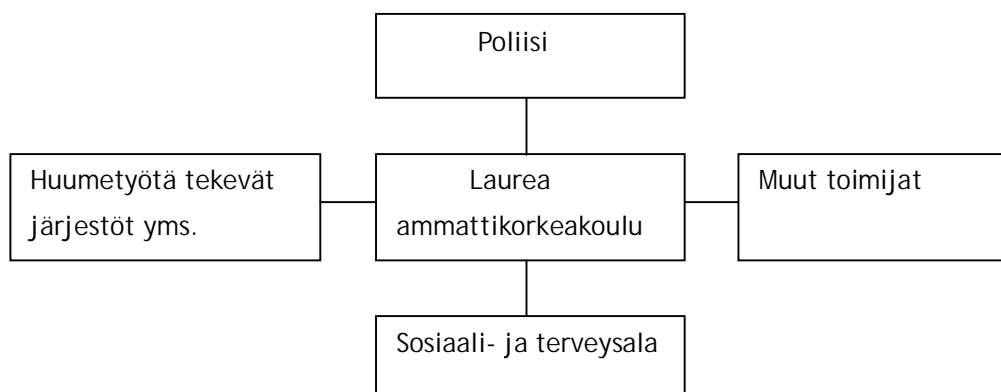 Poliisi
Huumetyötä tekevät
järjestöt yms.
Laurea
ammattikorkeakoulu
Muut toimijat
Sosiaali- ja terveysala